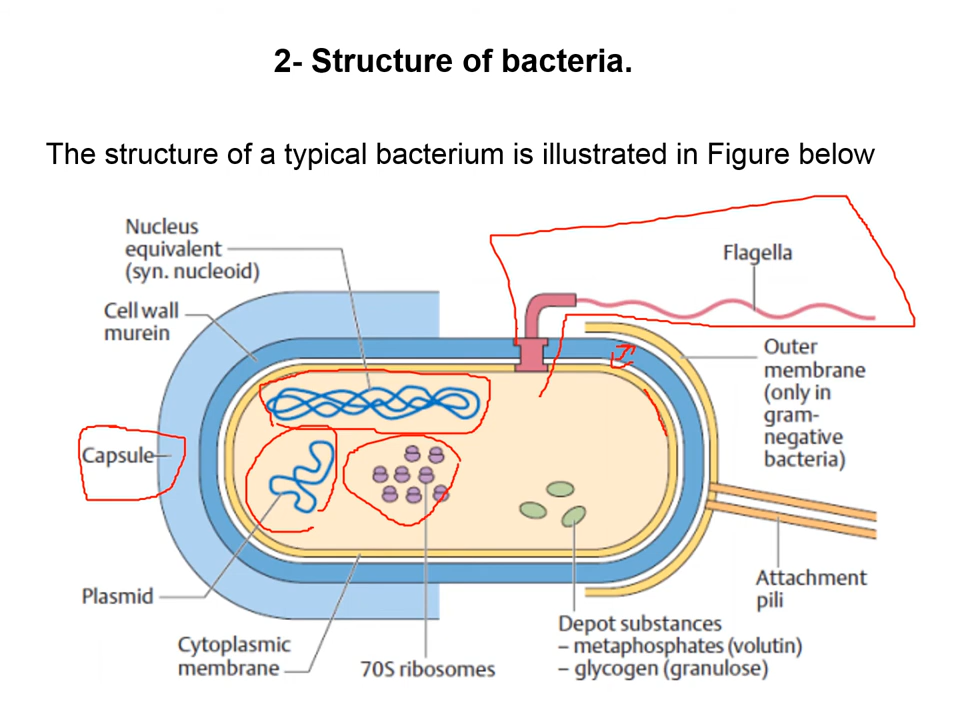 2- Structure of bacteria.
The structure of a typical bacterium is illustrated in Figure below
Nucleus
equivalent
(syn. nucleoid)
Cell wall
murein
Capsule
Plasmid
Cytoplasmic
membrane
70S ribosomes
Flagella
Outer
membrane
(only in
gram-
negative
bacteria)
Attachment
pili
Depot substances
– metaphosphates (volutin)
– glycogen (granulose)